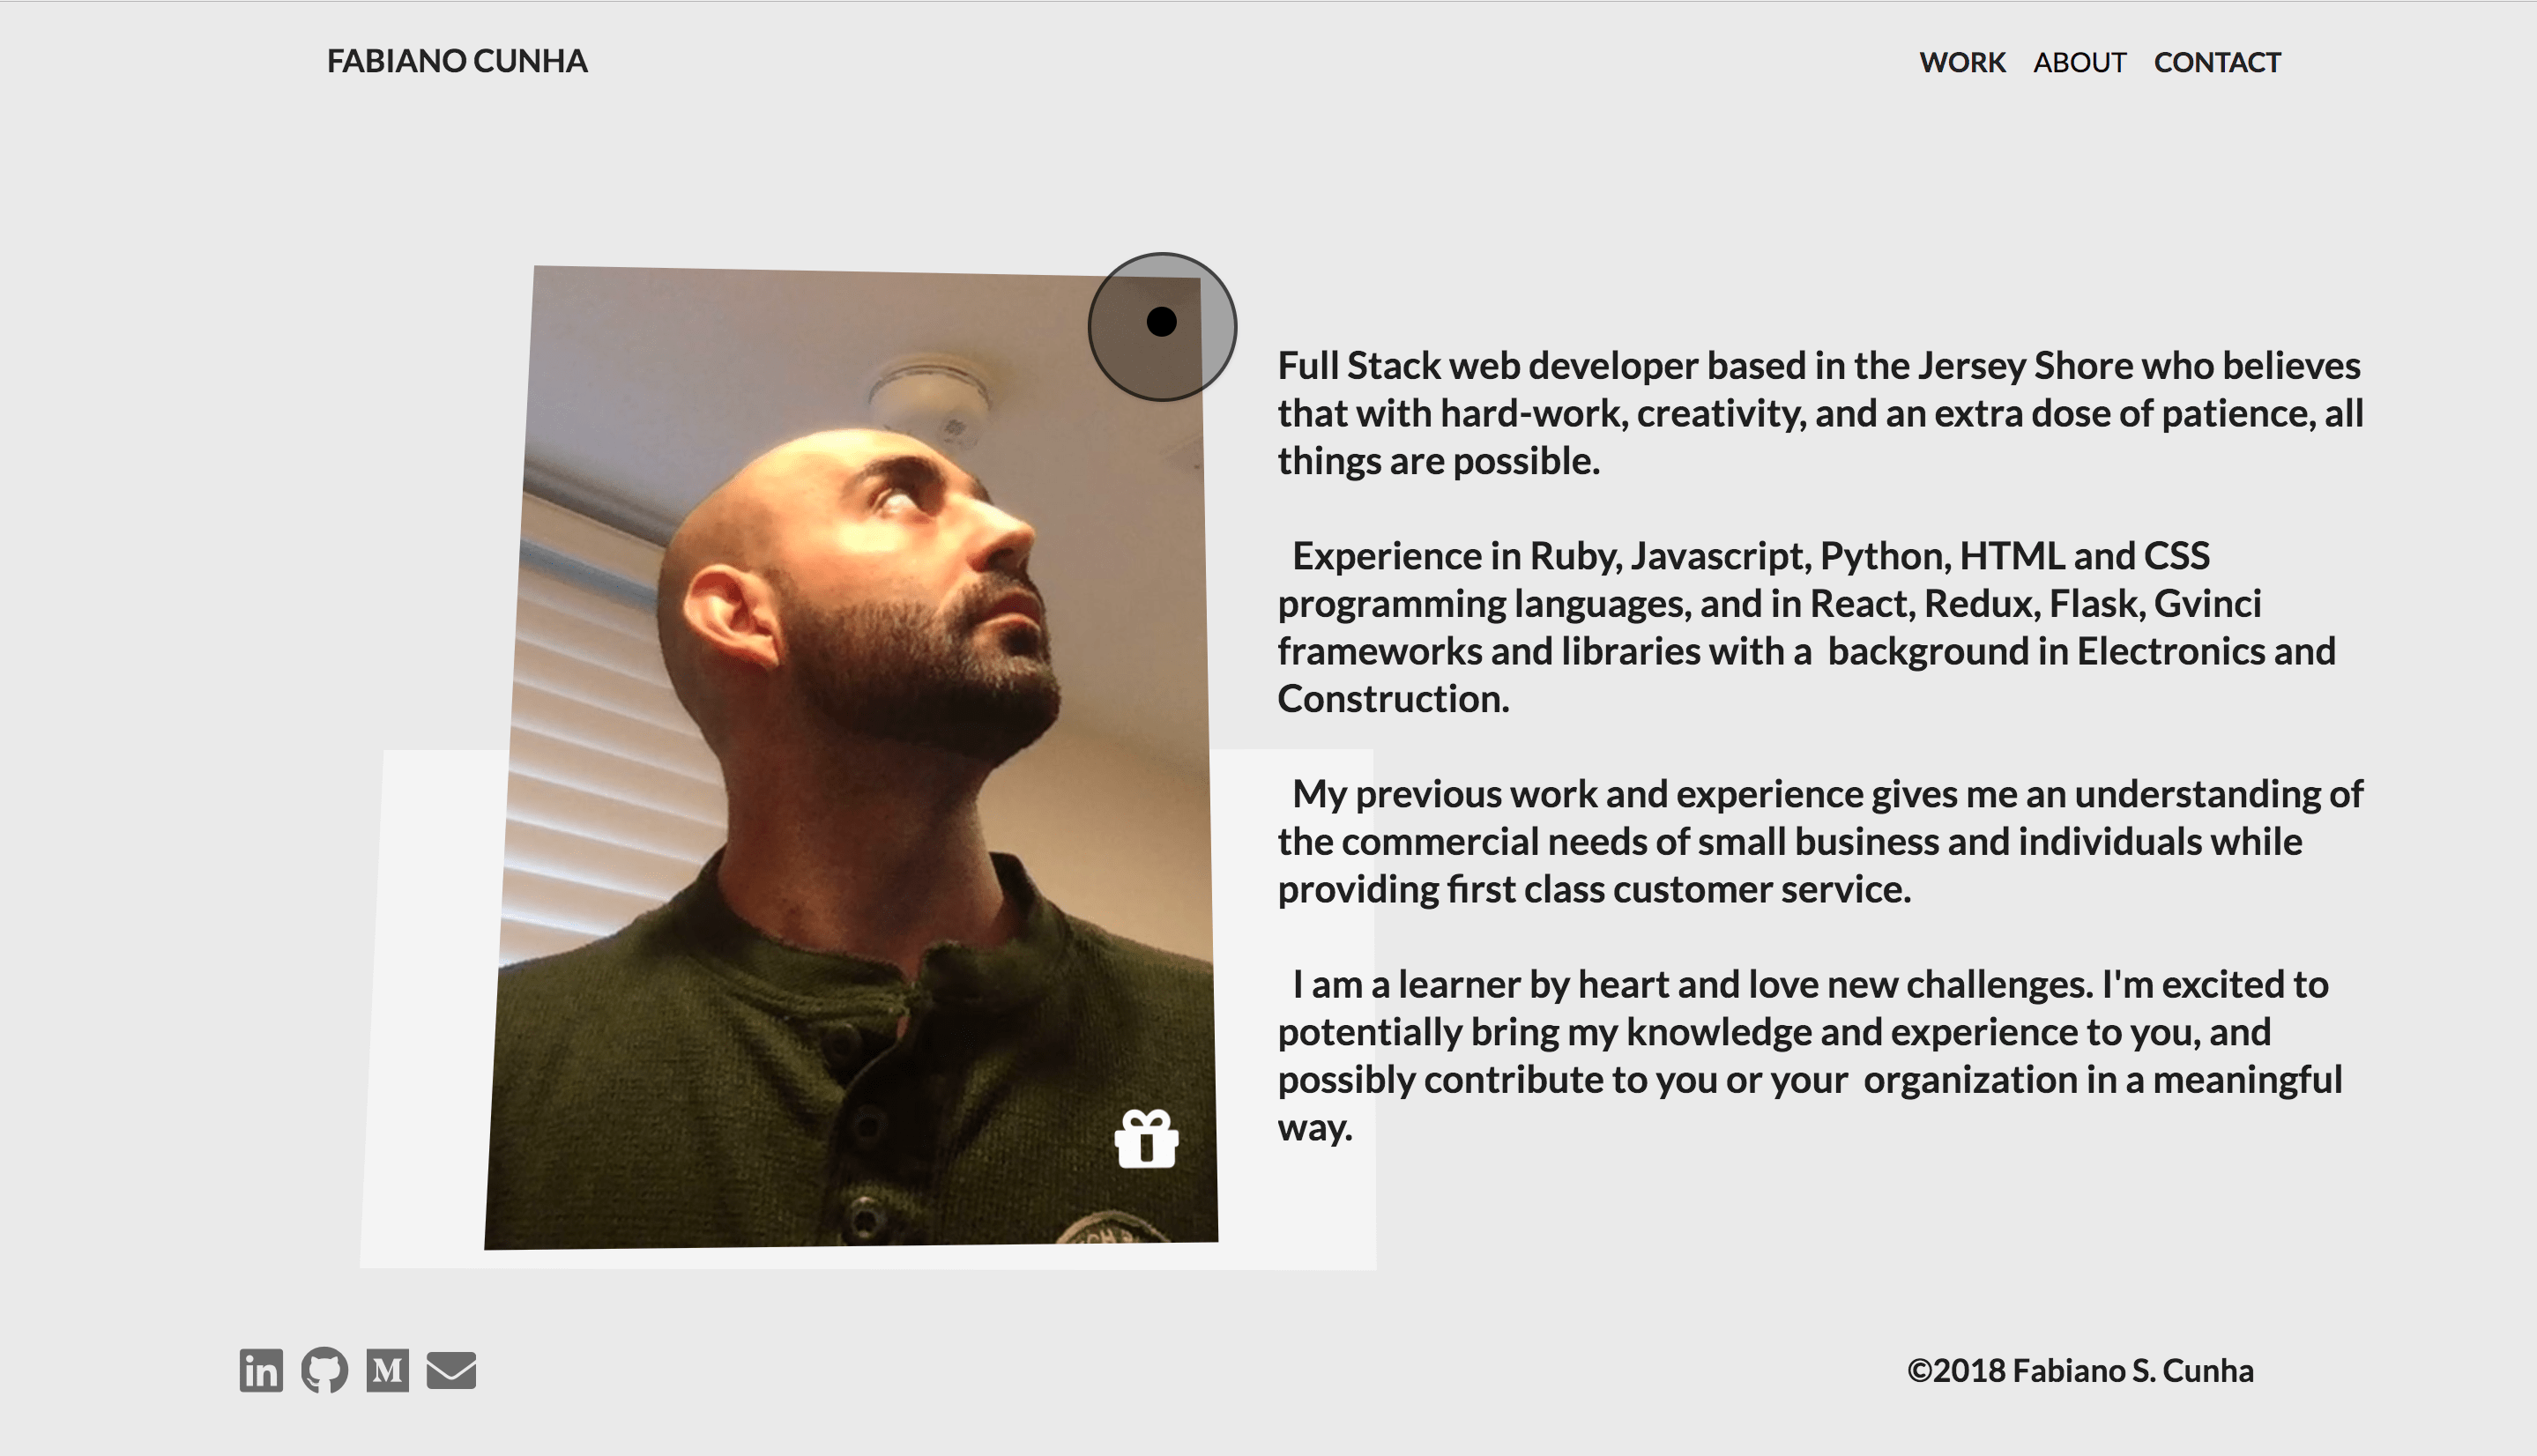 FABIANO CUNHA
WORK ABOUT CONTACT
Full Stack web developer based in the Jersey Shore who believes
that with hard-work, creativity, and an extra dose of patience, all
things are possible.
Experience in Ruby, Javascript, Python, HTML and CSS
programming languages, and in React, Redux, Flask, Gvinci
frameworks and libraries with a background in Electronics and
Construction.
My previous work and experience gives me an understanding of
the commercial needs of small business and individuals while
providing first class customer service.
I am a learner by heart and love new challenges. I'm excited to
potentially bring my knowledge and experience to you, and
possibly contribute to you or your organization in a meaningful
way.
in
M
©2018 Fabiano S. Cunha